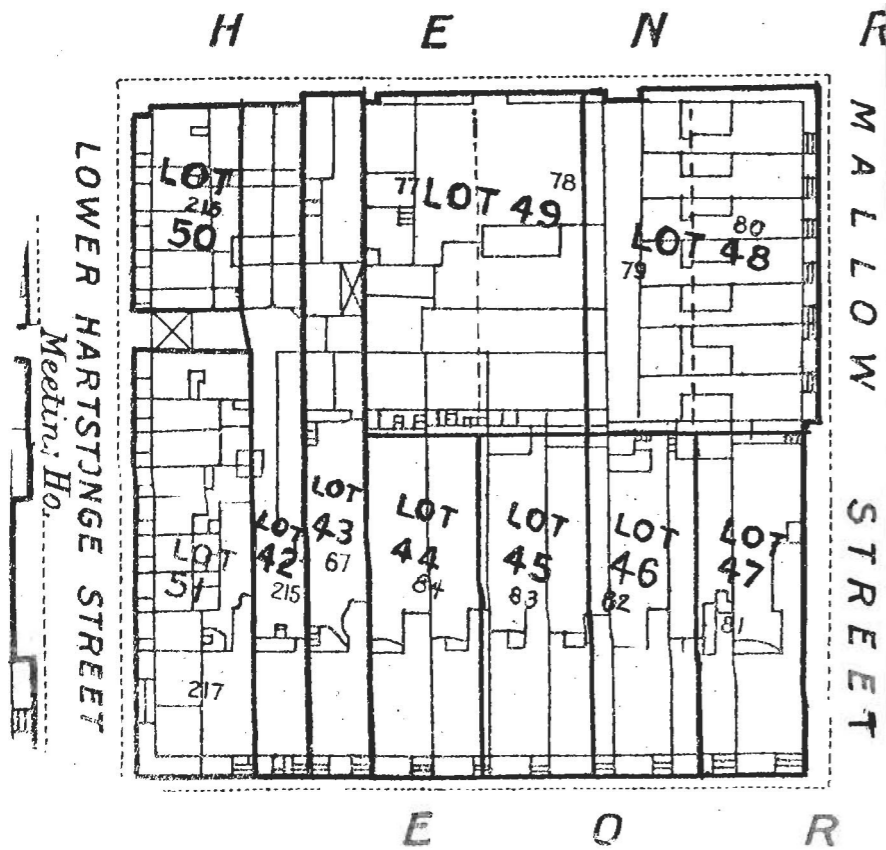 H E N R
MALLOW STREET
LOWER HARTSTONGE STREET
Meetin; Ho.
LOT
216
50
77
LOT 49
78
80
LOT 48
79
LOT
51
217
LOT
42
215
LOT
43
67
LOT
44
84
LOT
45
83
LOT
46
82
LOT
47
81
E O R